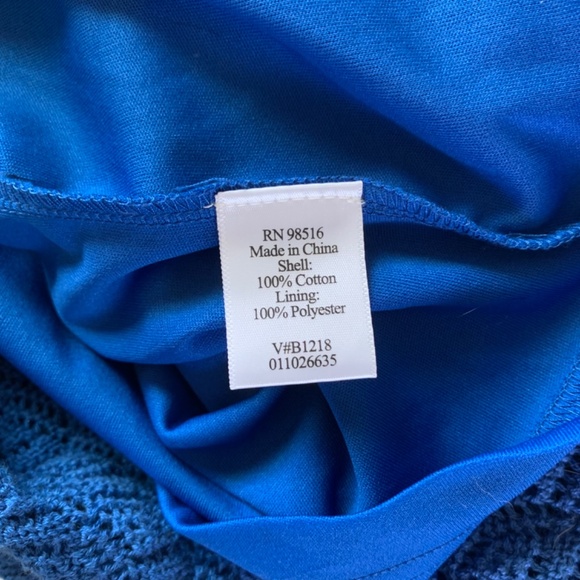 RN 98516
Made in China
Shell:
100% Cotton
Lining:
100% Polyester
V#B1218
011026635